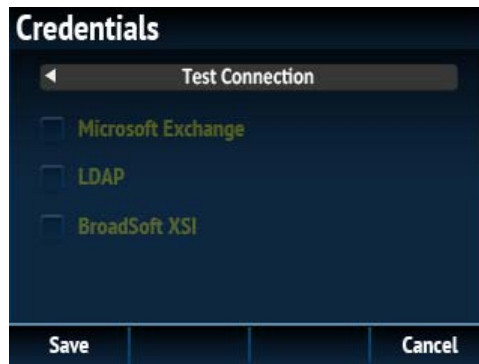 Credentials
Test Connection
Microsoft Exchange
LDAP
BroadSoft XSI
Save Cancel